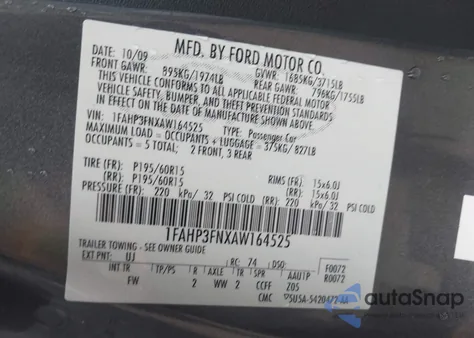 MFD. BY FORD MOTOR CO.
DATE: 10/09 GVWR: 1685KG/3715LB
FRONT GAWR: 895KG/1974LB REAR GAWR: 796KG/1755LB
THIS VEHICLE CONFORMS TO ALL APPLICABLE FEDERAL MOTOR
VEHICLE SAFETY, BUMPER, AND THEFT PREVENTION STANDARDS IN
EFFECT ON THE DATE OF MANUFACTURE SHOWN ABOVE.
VIN: 1FAHP3FNXAW164525 TYPE: Passenger Car
MAXIMUM LOAD = OCCUPANTS + LUGGAGE = 375KG/827LB
OCCUPANTS = 5 TOTAL: 2 FRONT, 3 REAR
TIRE (FR): P195/60R15 RIMS (FR): 15x6.0J
(RR): P195/60R15 (RR): 15x6.0J
PRESSURE (FR): 220 kPa/ 32 PSI COLD (RR): 220 kPa/ 32 PSI COLD
1FAHP3FNXAW164525
TRAILER TOWING - SEE OWNER GUIDE F0072
EXT PNT: UJ RC: 74 DSO: R0072
INT TR R AXLE TR SPR
FW 2 WW 2 CCFF Z05
CMC
autoSnap